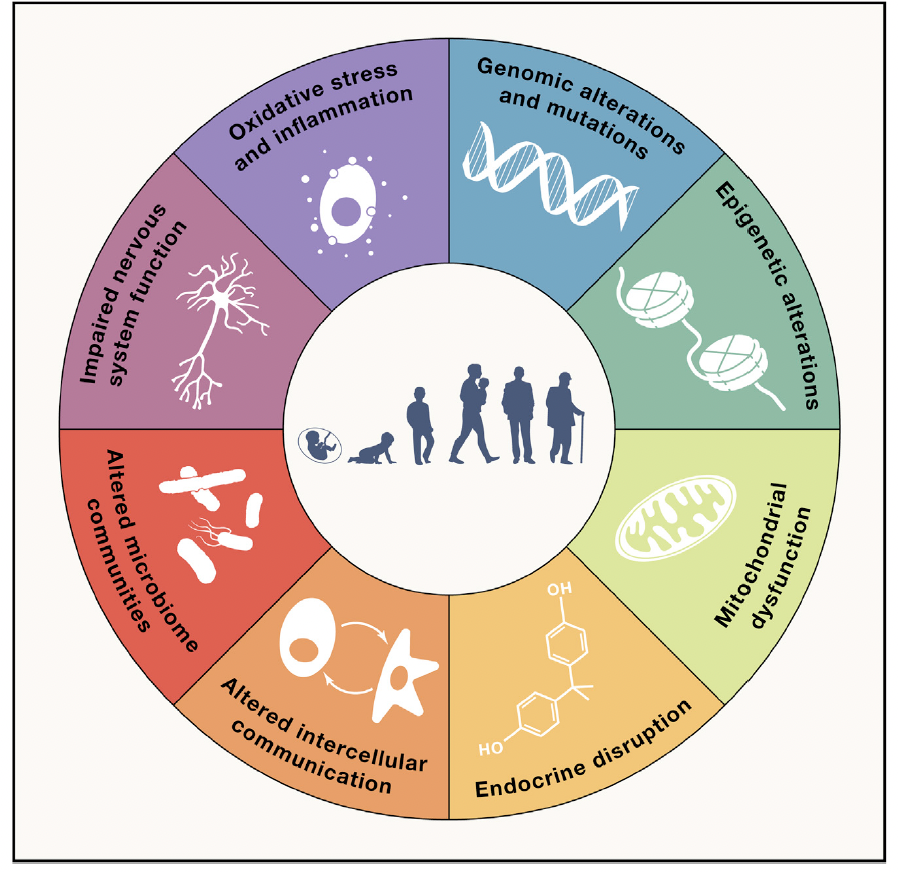 Oxidative stress
and inflammation
Genomic alterations
and mutations
Epigenetic alterations
Mitochondrial
dysfunction
OH
HO
Endocrine disruption
Altered intercellular
communication
Altered microbiome
communities
Impaired nervous
system function